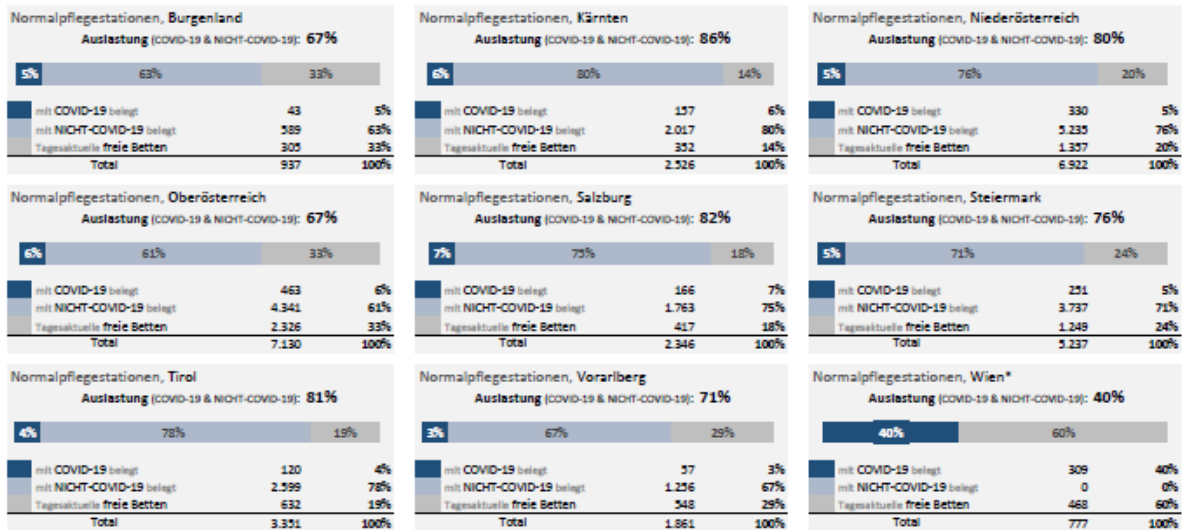 Normalpflegestationen, Burgenland
Auslastung (COVID-19 & NICHT-COVID-19): 67%
5% 63% 33%
mit COVID-19 belegt 43 5%
mit NICHT-COVID-19 belegt 589 63%
Tagesaktuelle freie Betten 305 33%
Total 937 100%
Normalpflegestationen, Kärnten
Auslastung (COVID-19 & NICHT-COVID-19): 86%
6% 80% 14%
mit COVID-19 belegt 157 6%
mit NICHT-COVID-19 belegt 2.017 80%
Tagesaktuelle freie Betten 352 14%
Total 2.526 100%
Normalpflegestationen, Niederösterreich
Auslastung (COVID-19 & NICHT-COVID-19): 80%
5% 76% 20%
mit COVID-19 belegt 330 5%
mit NICHT-COVID-19 belegt 5.235 76%
Tagesaktuelle freie Betten 1.357 20%
Total 6.922 100%
Normalpflegestationen, Oberösterreich
Auslastung (COVID-19 & NICHT-COVID-19): 67%
6% 61% 33%
mit COVID-19 belegt 463 6%
mit NICHT-COVID-19 belegt 4.341 61%
Tagesaktuelle freie Betten 2.326 33%
Total 7.130 100%
Normalpflegestationen, Salzburg
Auslastung (COVID-19 & NICHT-COVID-19): 82%
7% 75% 18%
mit COVID-19 belegt 166 7%
mit NICHT-COVID-19 belegt 1.763 75%
Tagesaktuelle freie Betten 417 18%
Total 2.346 100%
Normalpflegestationen, Steiermark
Auslastung (COVID-19 & NICHT-COVID-19): 76%
5% 71% 24%
mit COVID-19 belegt 251 5%
mit NICHT-COVID-19 belegt 3.737 71%
Tagesaktuelle freie Betten 1.249 24%
Total 5.237 100%
Normalpflegestationen, Tirol
Auslastung (COVID-19 & NICHT-COVID-19): 81%
4% 78% 19%
mit COVID-19 belegt 120 4%
mit NICHT-COVID-19 belegt 2.599 78%
Tagesaktuelle freie Betten 632 19%
Total 3.351 100%
Normalpflegestationen, Vorarlberg
Auslastung (COVID-19 & NICHT-COVID-19): 71%
3% 67% 29%
mit COVID-19 belegt 57 3%
mit NICHT-COVID-19 belegt 1.256 67%
Tagesaktuelle freie Betten 548 29%
Total 1.861 100%
Normalpflegestationen, Wien*
Auslastung (COVID-19 & NICHT-COVID-19): 40%
40% 60%
mit COVID-19 belegt 309 40%
mit NICHT-COVID-19 belegt 0 0%
Tagesaktuelle freie Betten 468 60%
Total 777 100%